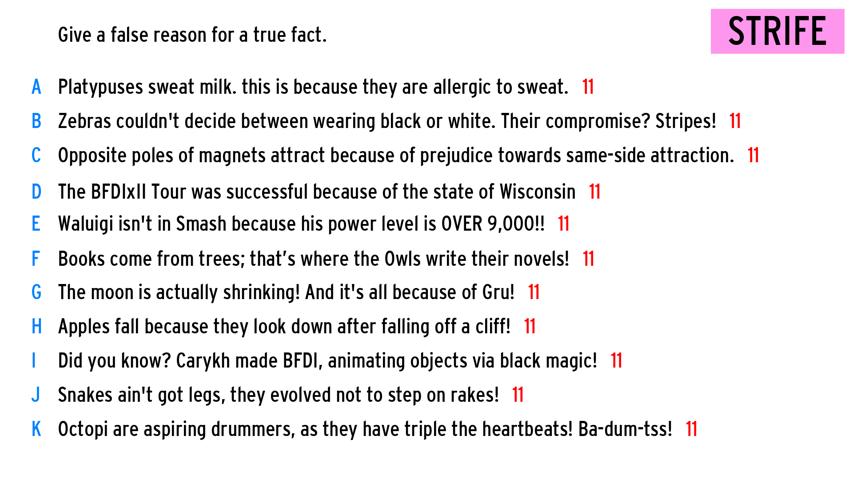 Give a false reason for a true fact.
STRIFE
A Platypuses sweat milk. this is because they are allergic to sweat. 11
B Zebras couldn't decide between wearing black or white. Their compromise? Stripes! 11
C Opposite poles of magnets attract because of prejudice towards same-side attraction. 11
D The BFDIxII Tour was successful because of the state of Wisconsin 11
E Waluigi isn't in Smash because his power level is OVER 9,000!! 11
F Books come from trees; that’s where the Owls write their novels! 11
G The moon is actually shrinking! And it's all because of Gru! 11
H Apples fall because they look down after falling off a cliff! 11
I Did you know? Carykh made BFDI, animating objects via black magic! 11
J Snakes ain't got legs, they evolved not to step on rakes! 11
K Octopi are aspiring drummers, as they have triple the heartbeats! Ba-dum-tss! 11